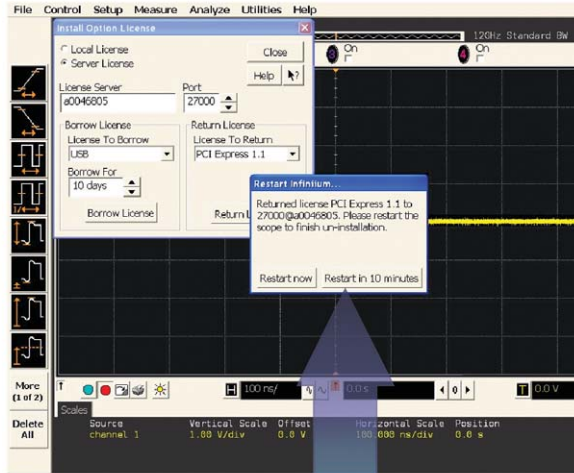 File Control Setup Measure Analyze Utilities Help
Install Option License
Local License
Server License
Close
Help
License Server
Port
a0046805
27000
Borrow License
License To Borrow
USB
Borrow For
10 days
Borrow License
Return License
License To Return
PCI Express 1.1
Return L
120Hz Standard BW
3 On
4 On
Restart Infiniium...
Returned license PCI Express 1.1 to
27000@a0046805. Please restart the
scope to finish un-installation.
Restart now Restart in 10 minutes
More
(1 of 2)
Delete
All
H 100 ns/ 0.0 s 0 T 0.0 V
Scales
Source Vertical Scale Offset Horizontal Scale Position
channel 1 1.00 V/div 0.0 V 100.000 ns/div 0.0 s